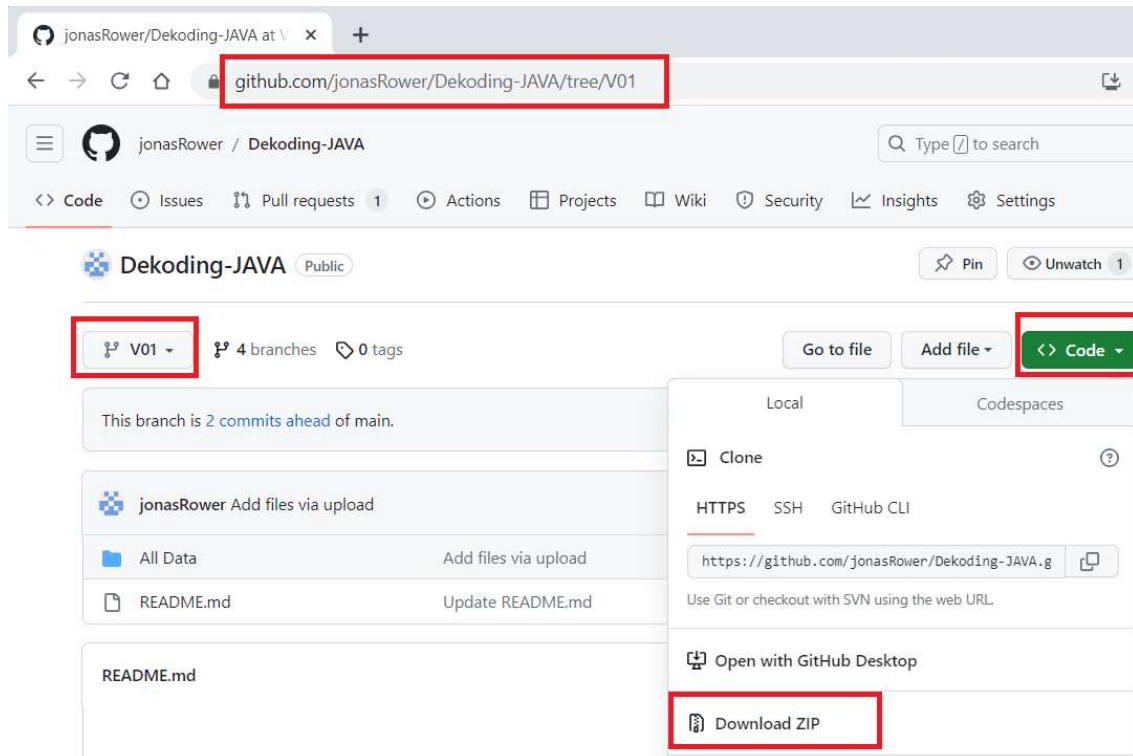 jonasRower/Dekoding-JAVA at V
github.com/jonasRower/Dekoding-JAVA/tree/V01
jonasRower / Dekoding-JAVA
Type / to search
Code Issues Pull requests 1 Actions Projects Wiki Security Insights Settings
Dekoding-JAVA Public
Pin Unwatch 1
V01 4 branches 0 tags
Go to file Add file Code
This branch is 2 commits ahead of main.
Local Codespaces
Clone
jonasRower Add files via upload
HTTPS SSH GitHub CLI
All Data Add files via upload
https://github.com/jonasRower/Dekoding-JAVA.g
README.md Update README.md
Use Git or checkout with SVN using the web URL.
README.md
Open with GitHub Desktop
Download ZIP